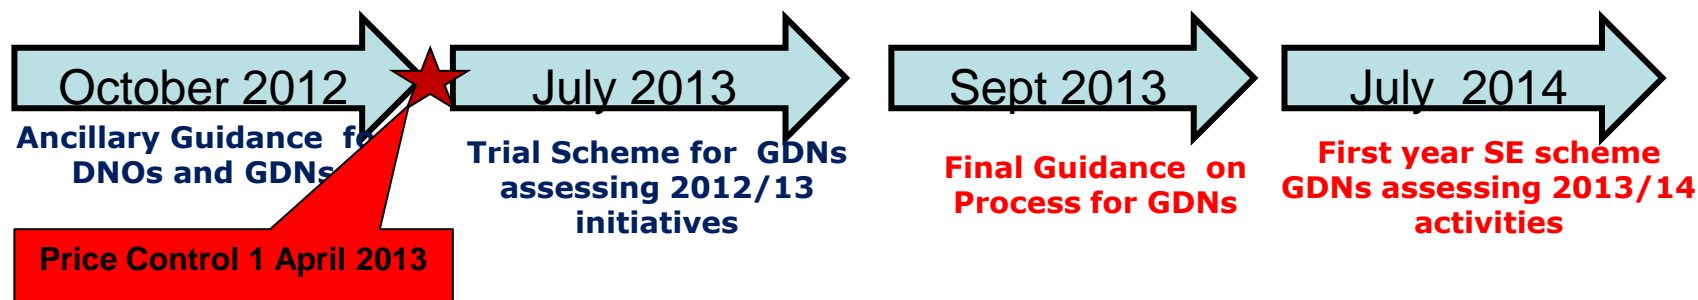 October 2012
Ancillary Guidance for
DNOs and GDNs
Price Control 1 April 2013
July 2013
Trial Scheme for GDNs
assessing 2012/13
initiatives
Sept 2013
Final Guidance on
Process for GDNs
July 2014
First year SE scheme
GDNs assessing 2013/14
activities